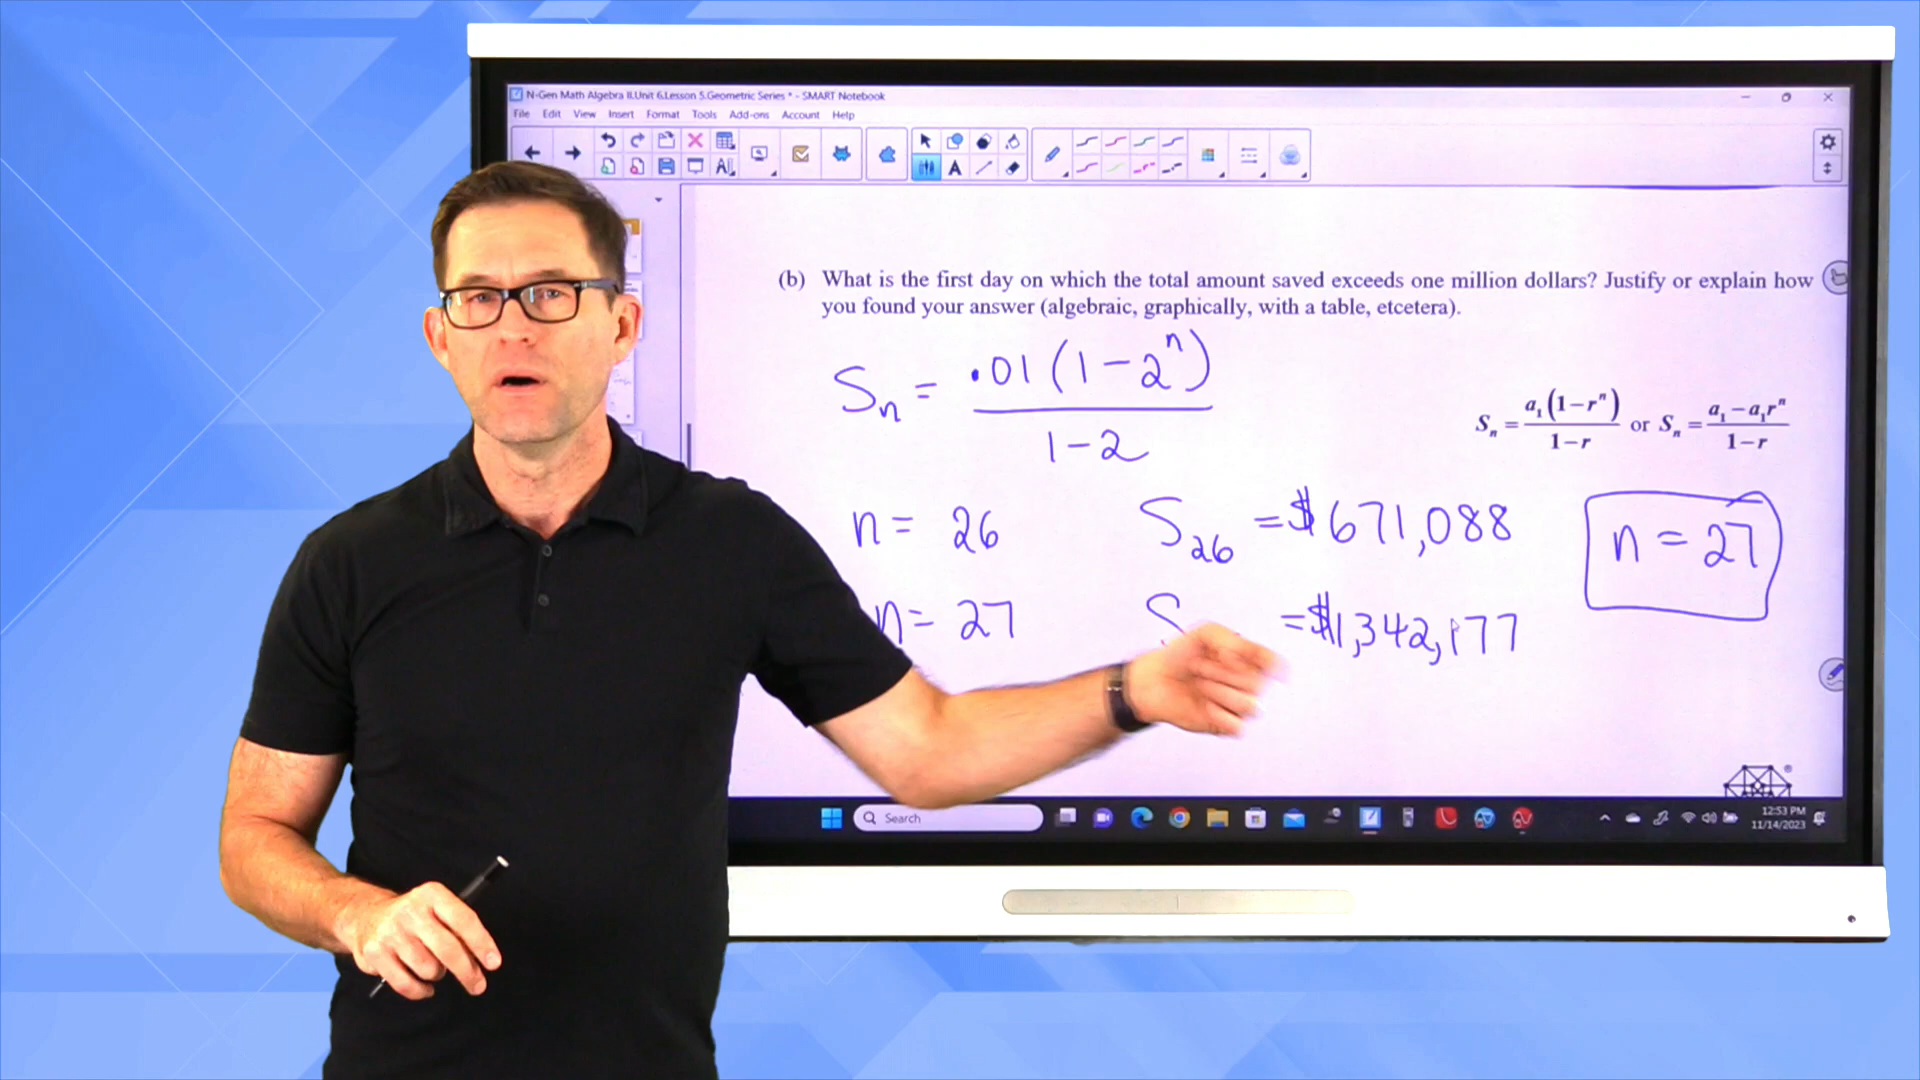 N-Gen Math Algebra II.Unit 6.Lesson 5.Geometric Series * - SMART Notebook
File Edit View Insert Format Tools Add-ons Account Help
(b) What is the first day on which the total amount saved exceeds one million dollars? Justify or explain how
you found your answer (algebraic, graphically, with a table, etcetera).
Sₙ = .01(1-2ⁿ) / 1-2
Sₙ = a₁(1-rⁿ) / 1-r or Sₙ = a₁-a₁rⁿ / 1-r
n = 26 S₂₆ = $671,088
n = 27
n = 27 S = $1,342,177
Search
12:53 PM
11/14/2023